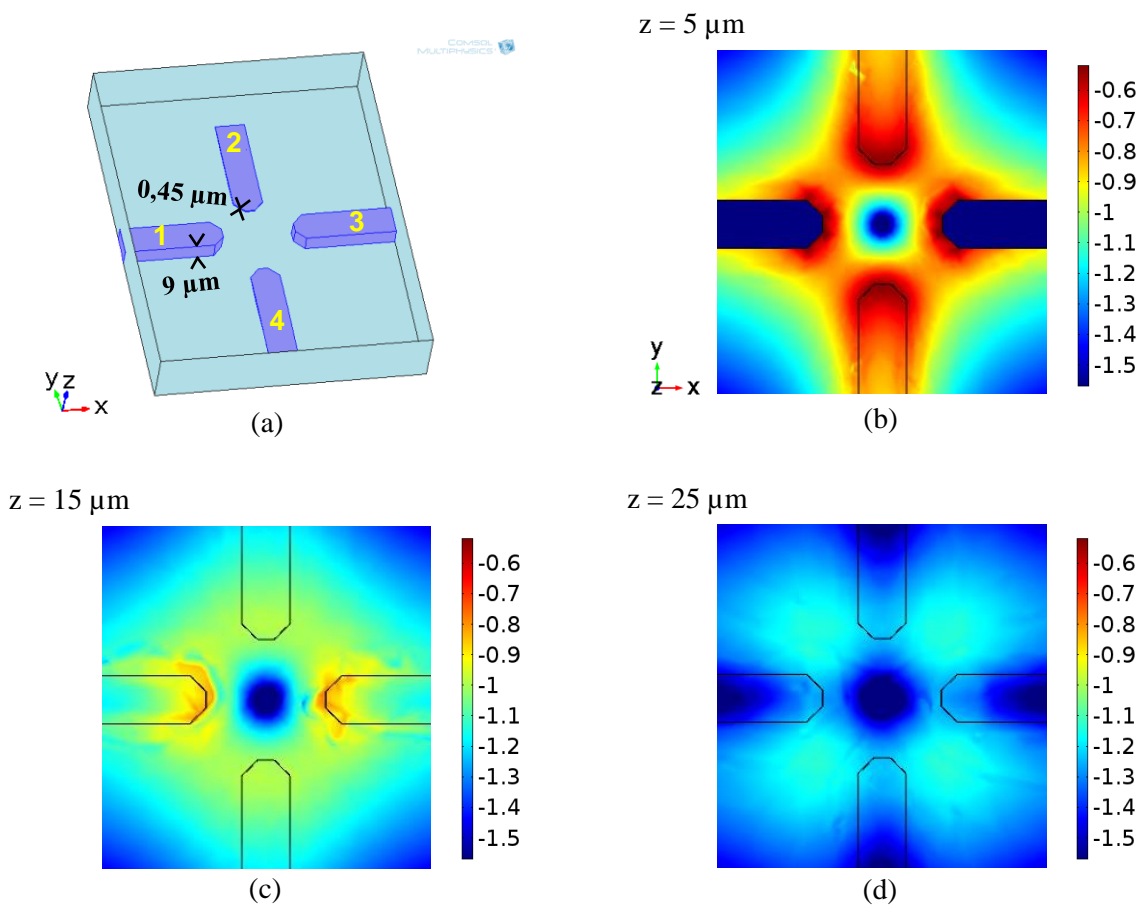 COMSOL
MULTIPHYSICS
2
0,45 µm
1
3
9 µm
4
y z
x
(a)
z = 5 µm
-0.6
-0.7
-0.8
-0.9
-1
-1.1
-1.2
-1.3
-1.4
-1.5
y
z x
(b)
z = 15 µm
-0.6
-0.7
-0.8
-0.9
-1
-1.1
-1.2
-1.3
-1.4
-1.5
(c)
z = 25 µm
-0.6
-0.7
-0.8
-0.9
-1
-1.1
-1.2
-1.3
-1.4
-1.5
(d)